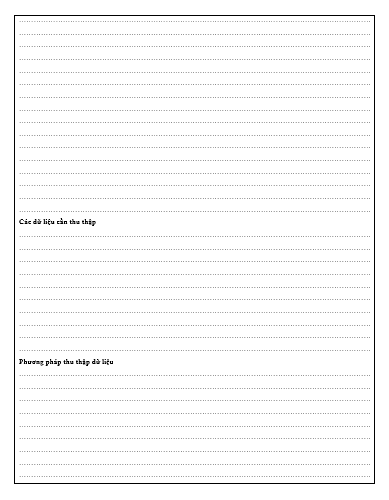 Các dữ liệu cần thu thập
Phương pháp thu thập dữ liệu